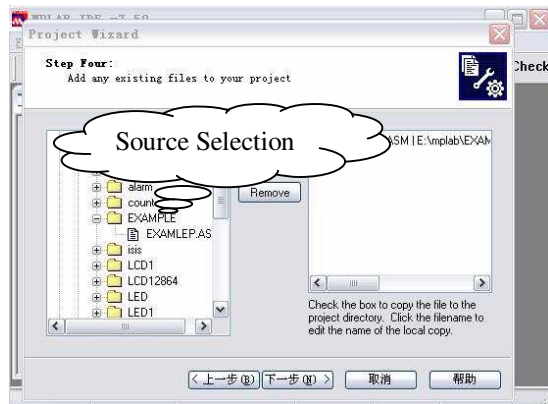 MPLAB IDE v7.50
Project Wizard
Step Four:
Add any existing files to your project
Check
Source Selection
alarm
count
EXAMPLE
EXAMLEP.AS
isis
LCD1
LCD12864
LED
LED1
Remove
ASM | E:\mplab\EXAM
Check the box to copy the file to the
project directory. Click the filename to
edit the name of the local copy.
< 上一步(B)
下一步(N) >
取消
帮助